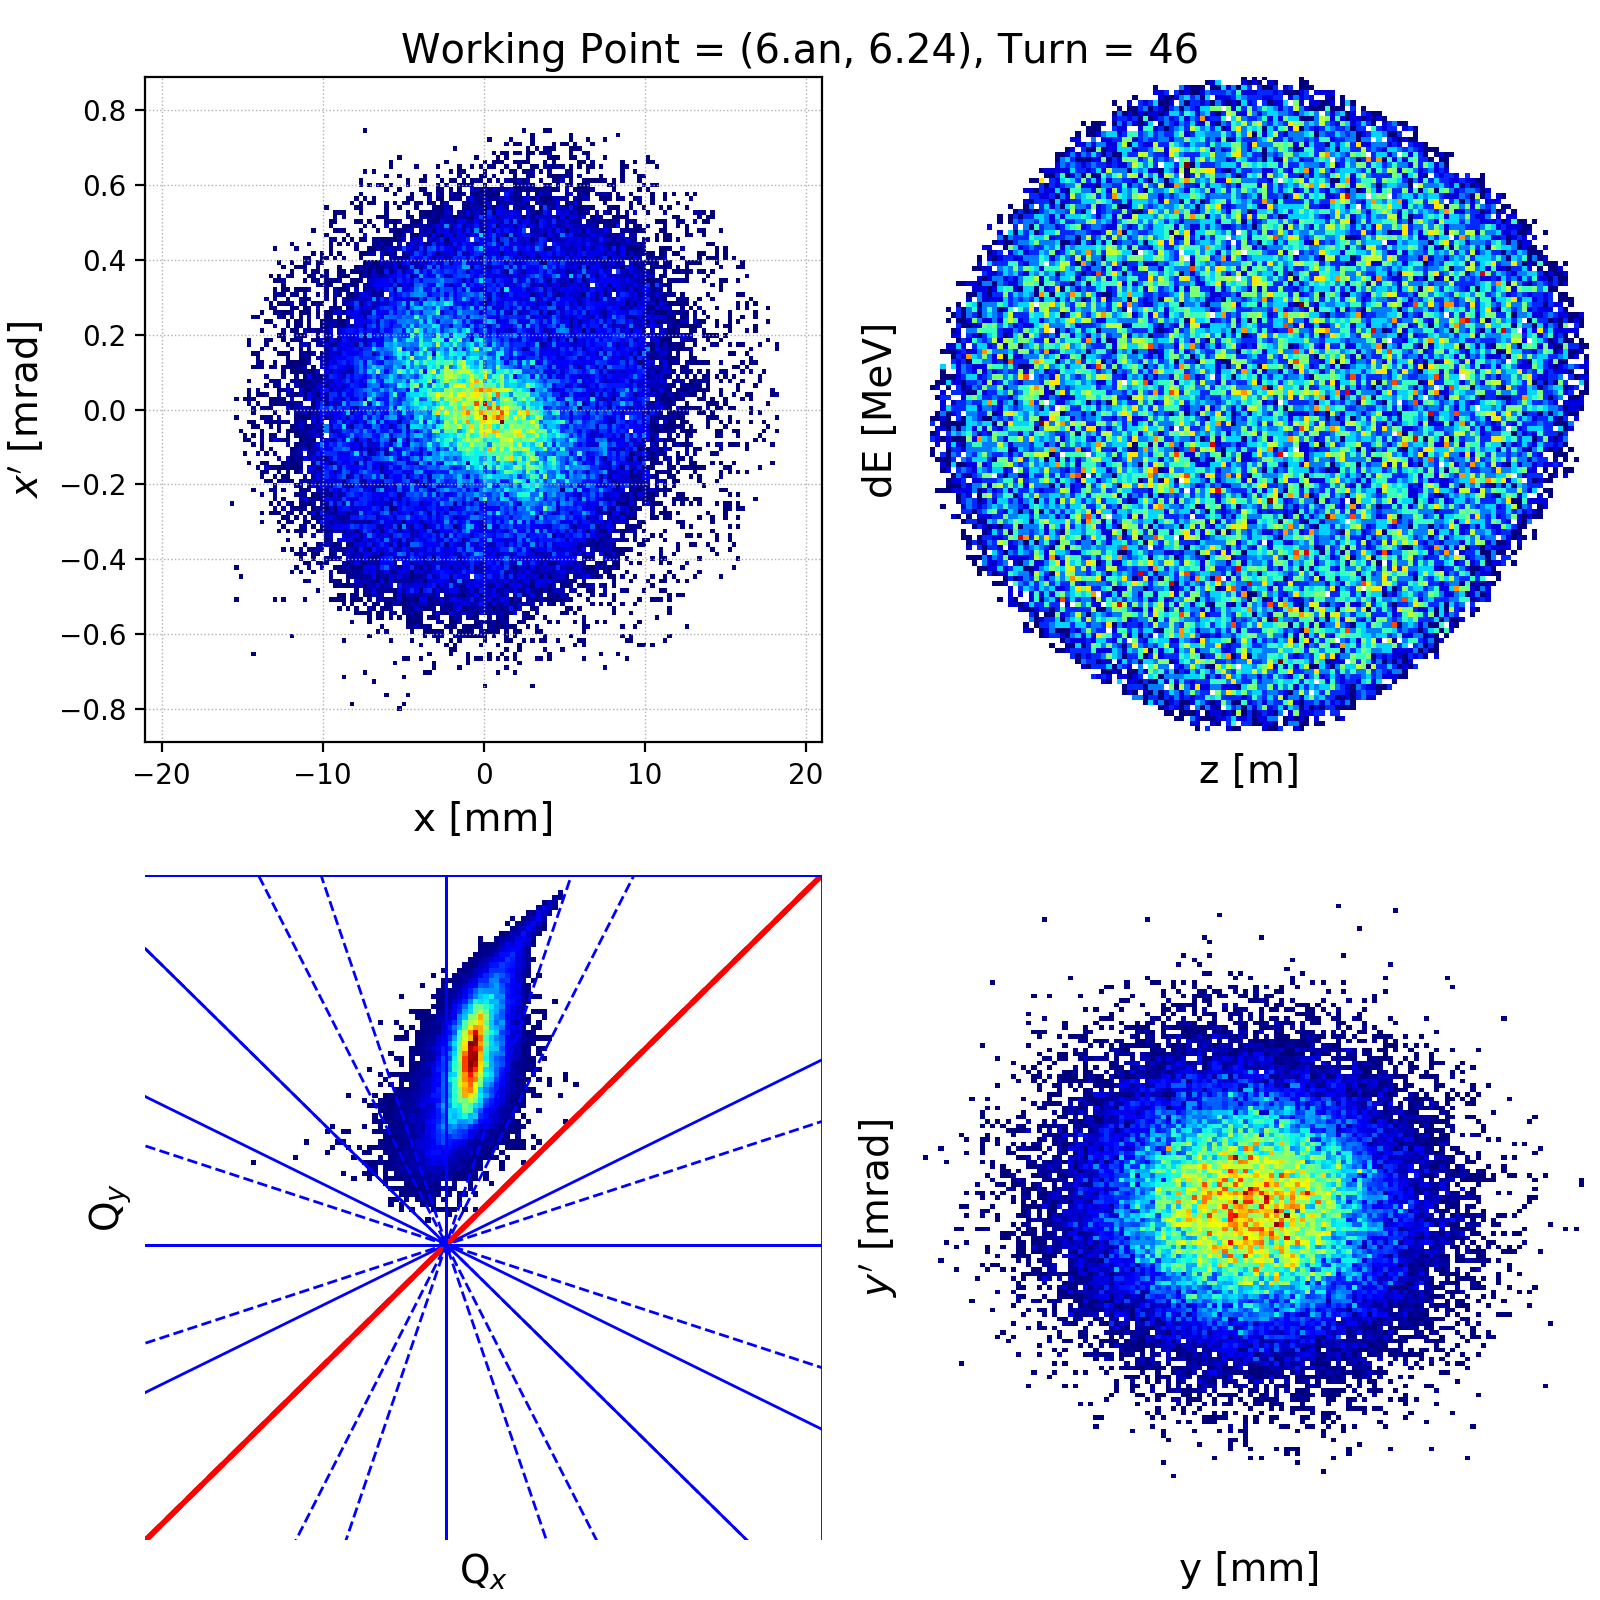 Working Point = (6.an, 6.24), Turn = 46
0.8
0.6
0.4
0.2
0.0
−0.2
−0.4
−0.6
−0.8
x′ [mrad]
−20 −10 0 10 20
x [mm]
dE [MeV]
z [m]
Qy
Qx
y′ [mrad]
y [mm]